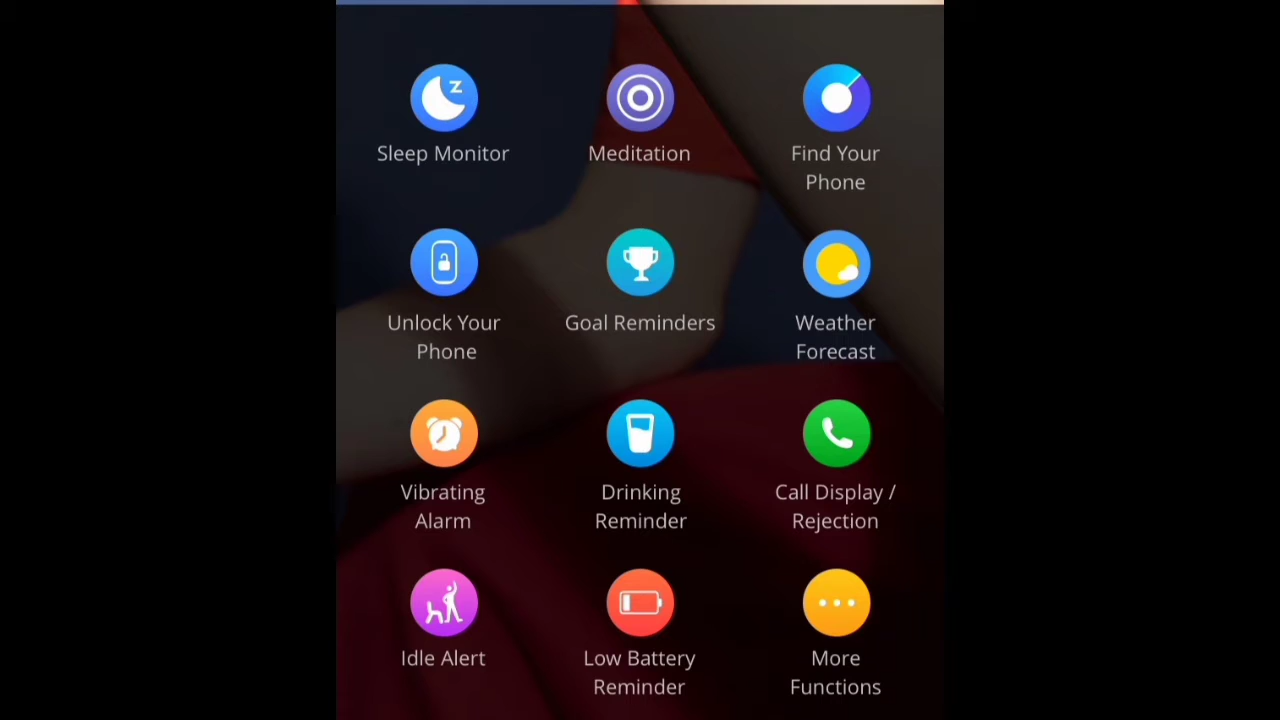 Sleep Monitor
Meditation
Find Your
Phone
Unlock Your
Phone
Goal Reminders
Weather
Forecast
Vibrating
Alarm
Drinking
Reminder
Call Display /
Rejection
Idle Alert
Low Battery
Reminder
More
Functions